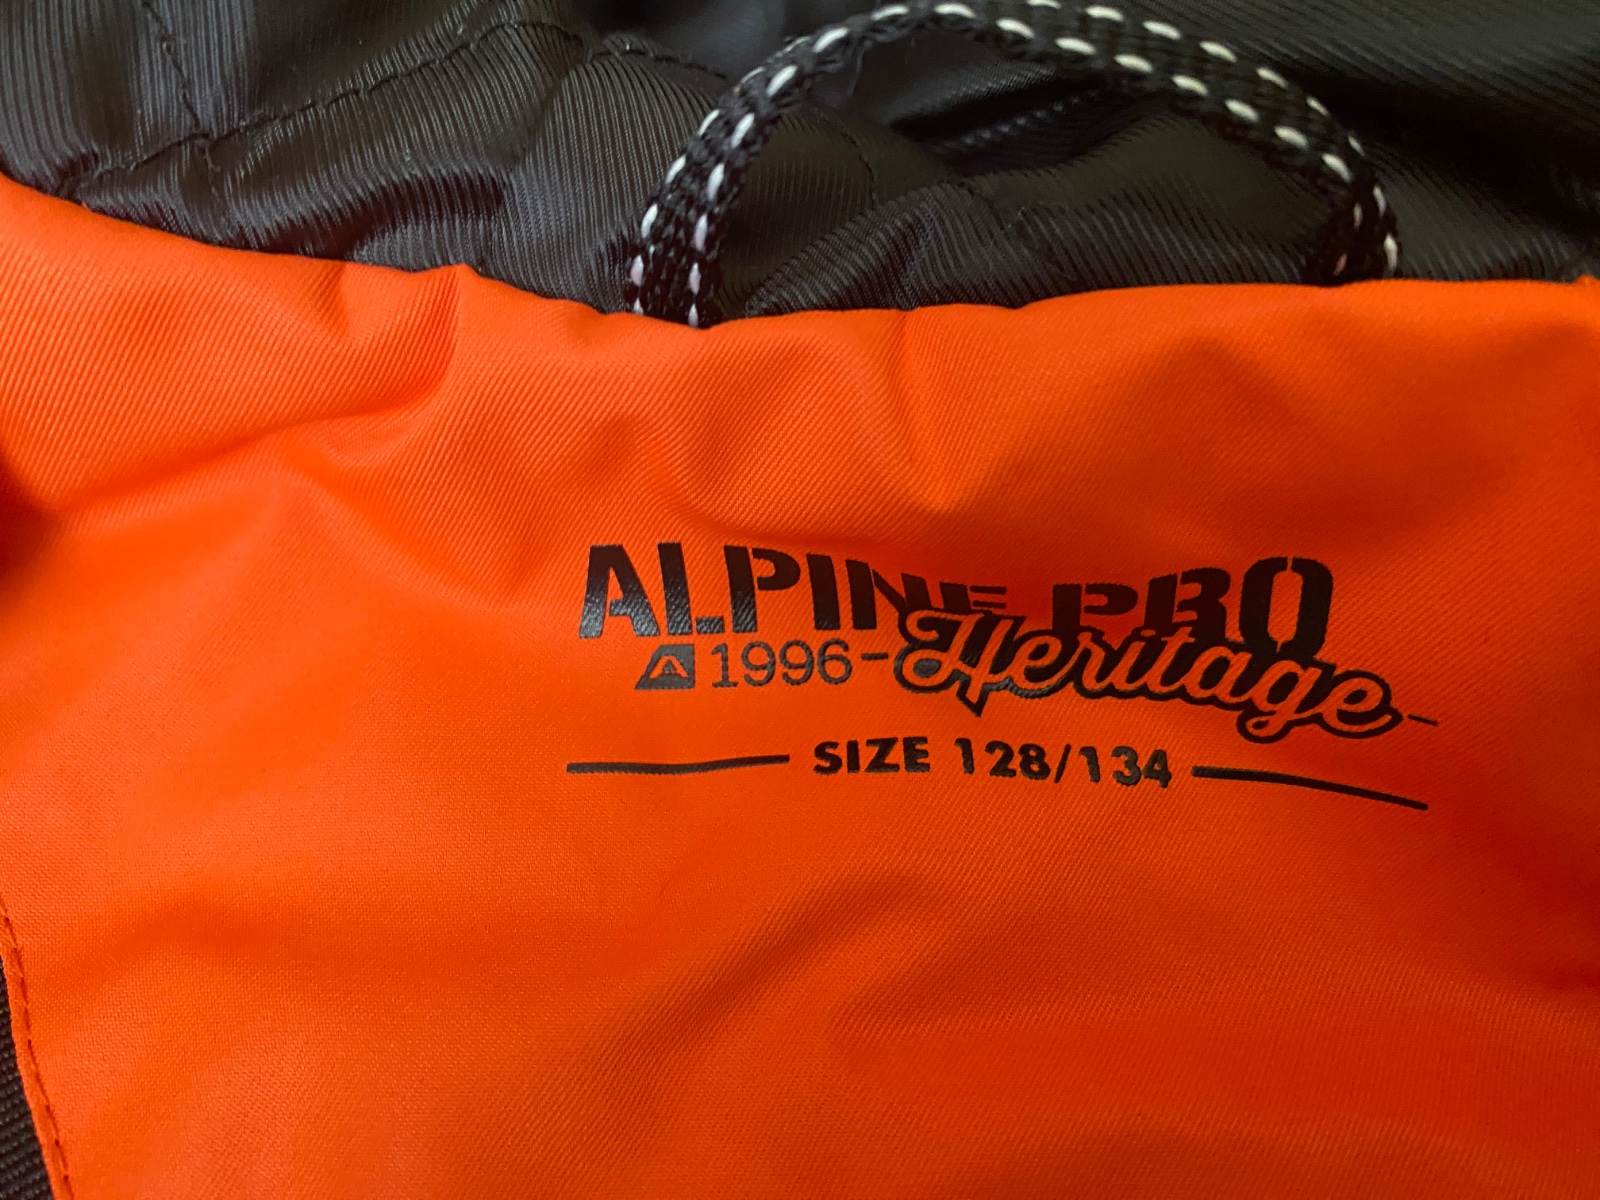 ALPINE PRO
1996- Heritage -
SIZE 128/134